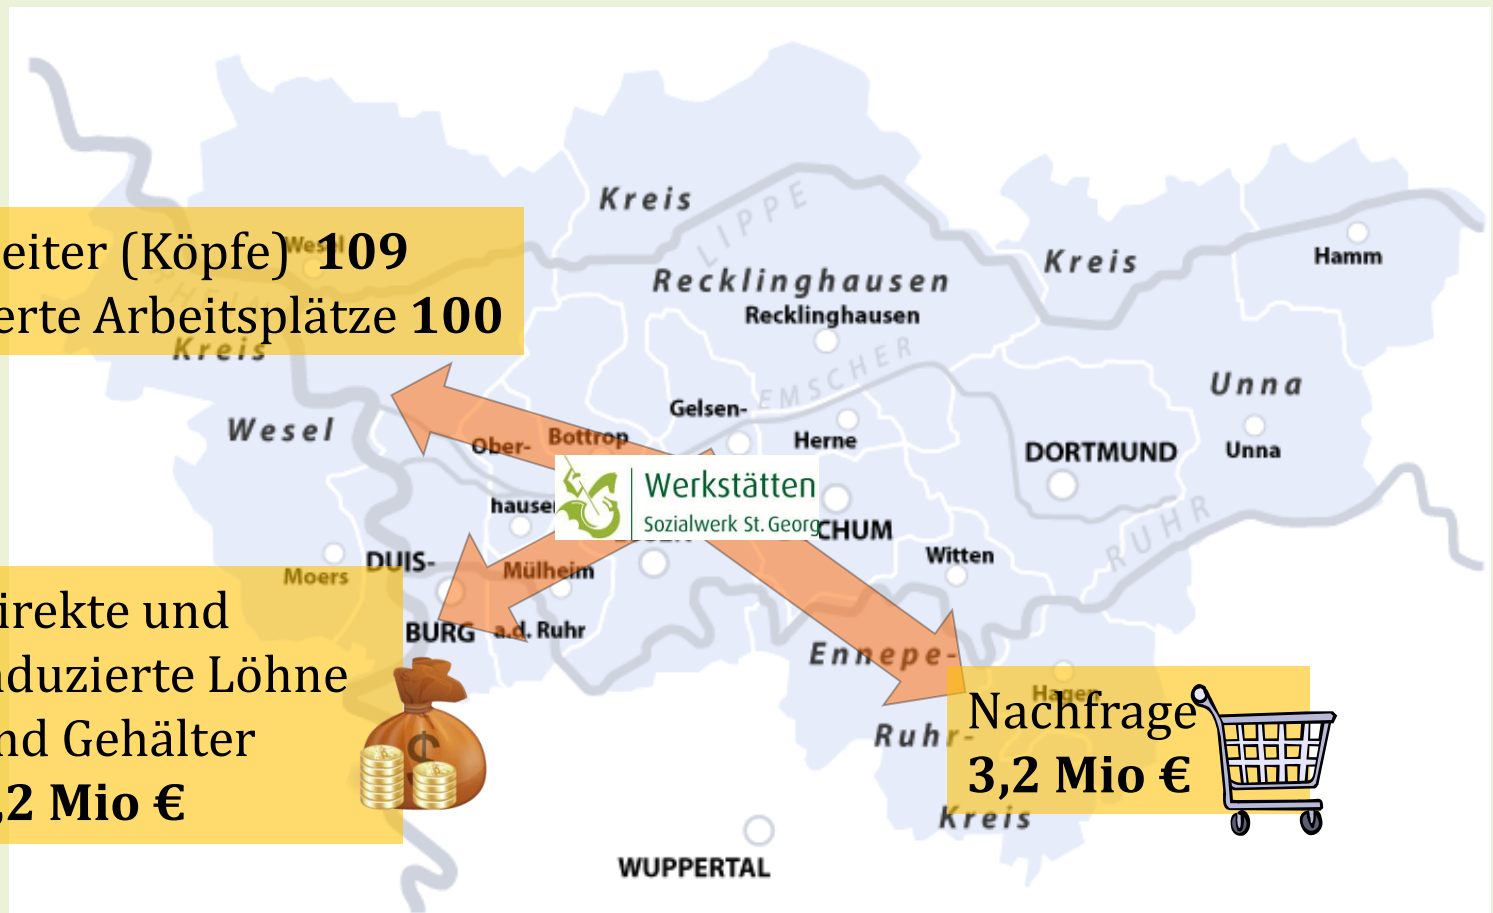 Kreis
LIPPE
Wesel
eiter (Köpfe) 109
Kreis
Hamm
Recklinghausen
Recklinghausen
erte Arbeitsplätze 100
Kreis
EMSCHER
Unna
Gelsen-
Wesel
Ober-
Bottrop
Herne
DORTMUND
Unna
Werkstätten
hausen
Sozialwerk St. Georg
CHUM
RUHR
DUIS-
Mülheim
Witten
Moers
irekte und
BURG
a.d. Ruhr
Ennepe-
duzierte Löhne
Hagen
Nachfrage
Ruhr-
nd Gehälter
$
3,2 Mio €
,2 Mio €
Kreis
WUPPERTAL